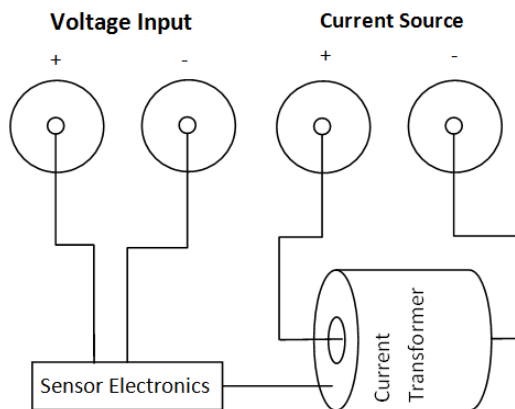 Voltage Input
Current Source
+
-
+
-
Current
Transformer
Sensor Electronics